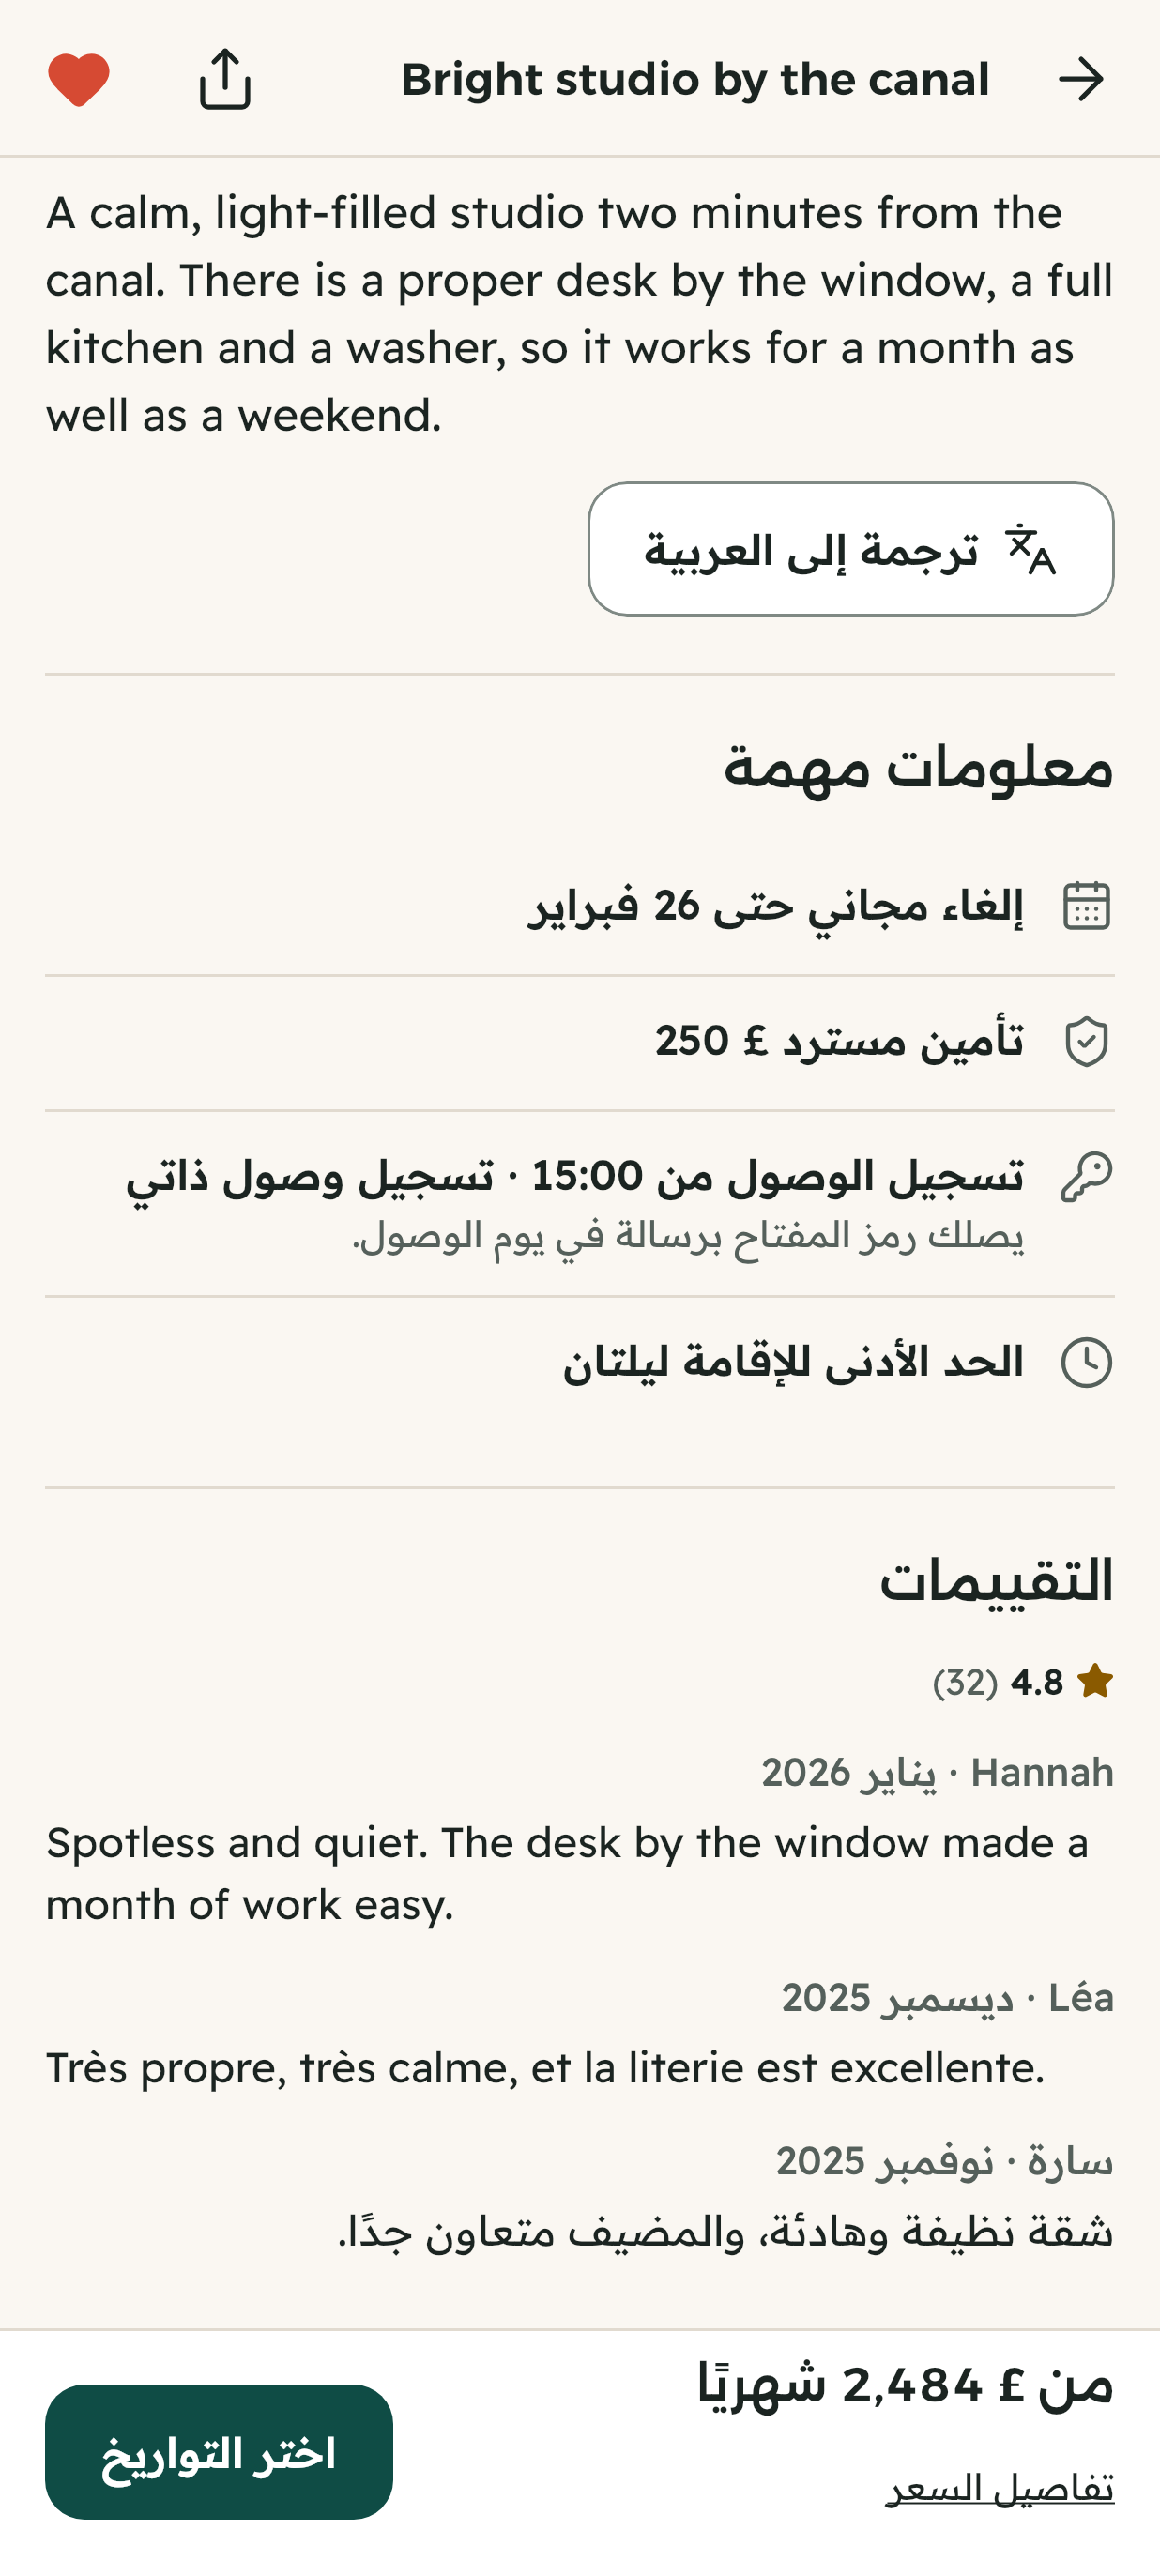 Bright studio by the canal
A calm, light-filled studio two minutes from the
canal. There is a proper desk by the window, a full
kitchen and a washer, so it works for a month as
well as a weekend.
ترجمة إلى العربية
معلومات مهمة
إلغاء مجاني حتى 26 فبراير
تأمين مسترد £ 250
تسجيل الوصول من 15:00 · تسجيل وصول ذاتي
يصلك رمز المفتاح برسالة في يوم الوصول.
الحد الأدنى للإقامة ليلتان
التقييمات
4.8 (32)
Hannah · يناير 2026
Spotless and quiet. The desk by the window made a
month of work easy.
Léa · ديسمبر 2025
Très propre, très calme, et la literie est excellente.
سارة · نوفمبر 2025
شقة نظيفة وهادئة، والمضيف متعاون جدًا.
من £ 2,484 شهريًا
تفاصيل السعر
اختر التواريخ